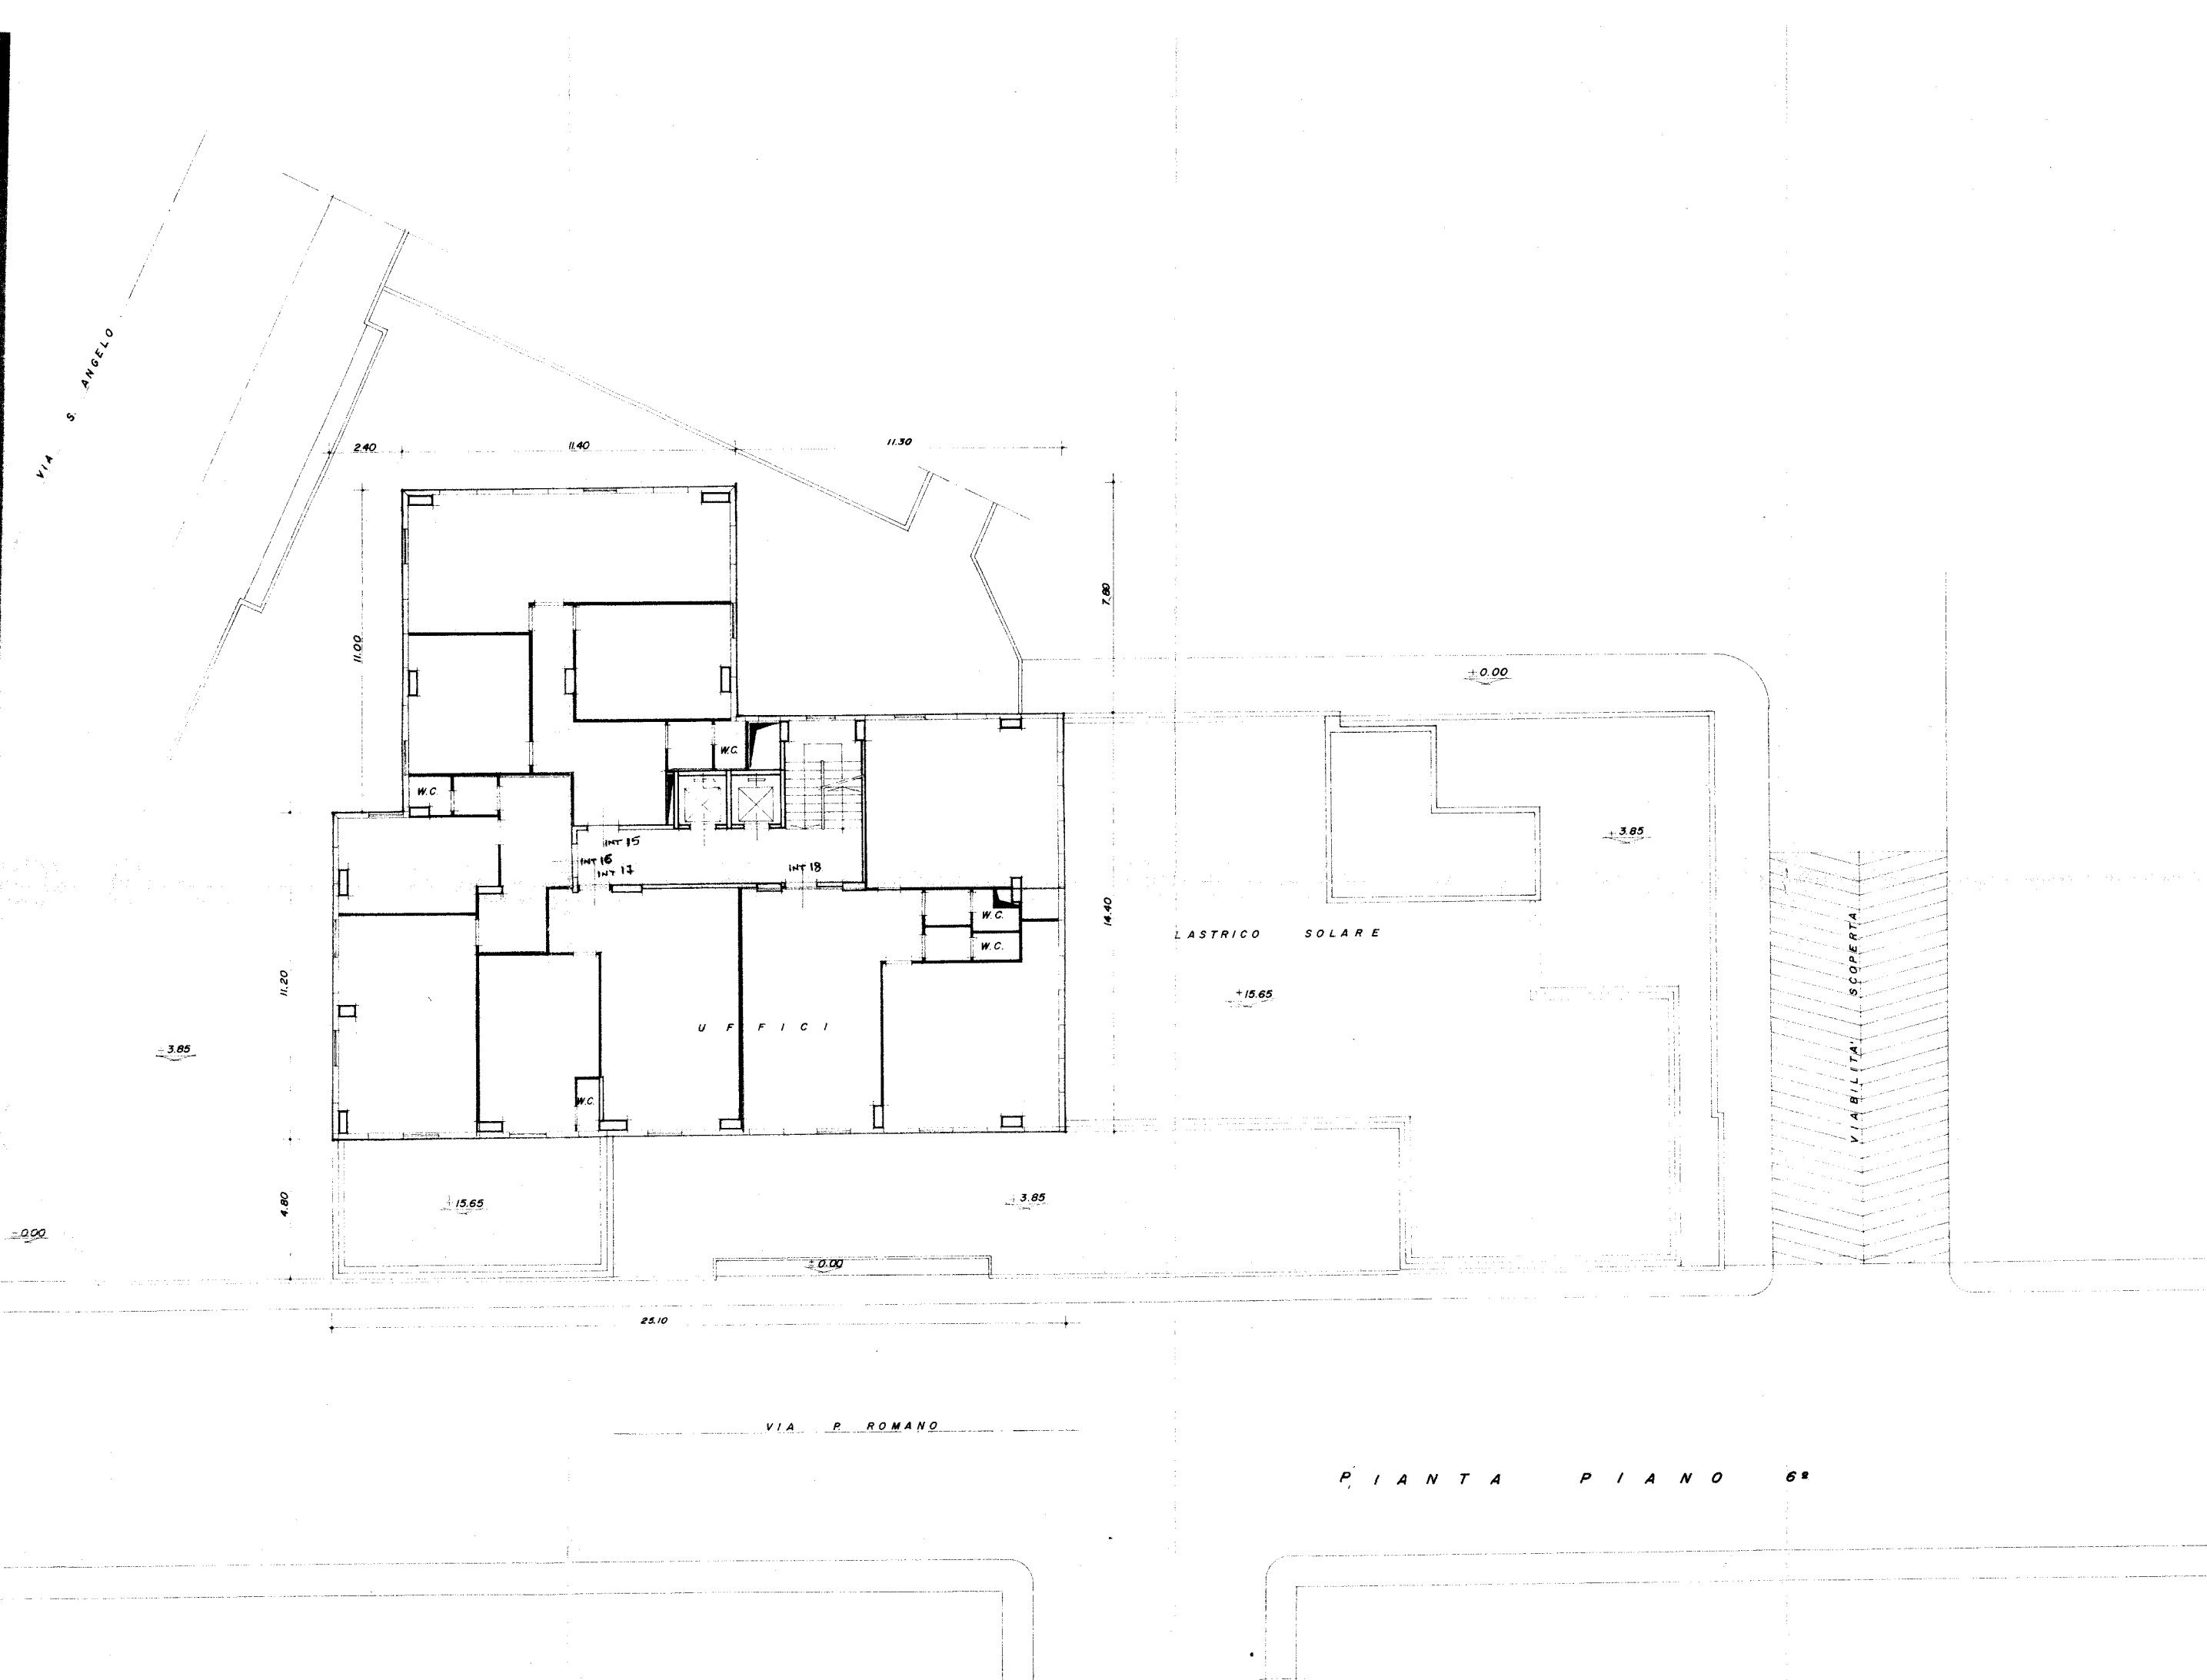 VIA S. ANGELO
2.40
11.40
11.30
11.00
7.80
± 0.00
W.C.
W.C.
INT 15
INT 16
INT 17
INT 18
+ 3.85
W.C.
W.C.
14.40
LASTRICO SOLARE
VIABILITA' SCOPERTA
11.20
+ 15.65
UFFICI
+ 3.85
W.C.
4.80
+ 15.65
+ 3.85
± 0.00
± 0.00
25.10
VIA P. ROMANO
PIANTA PIANO 6º